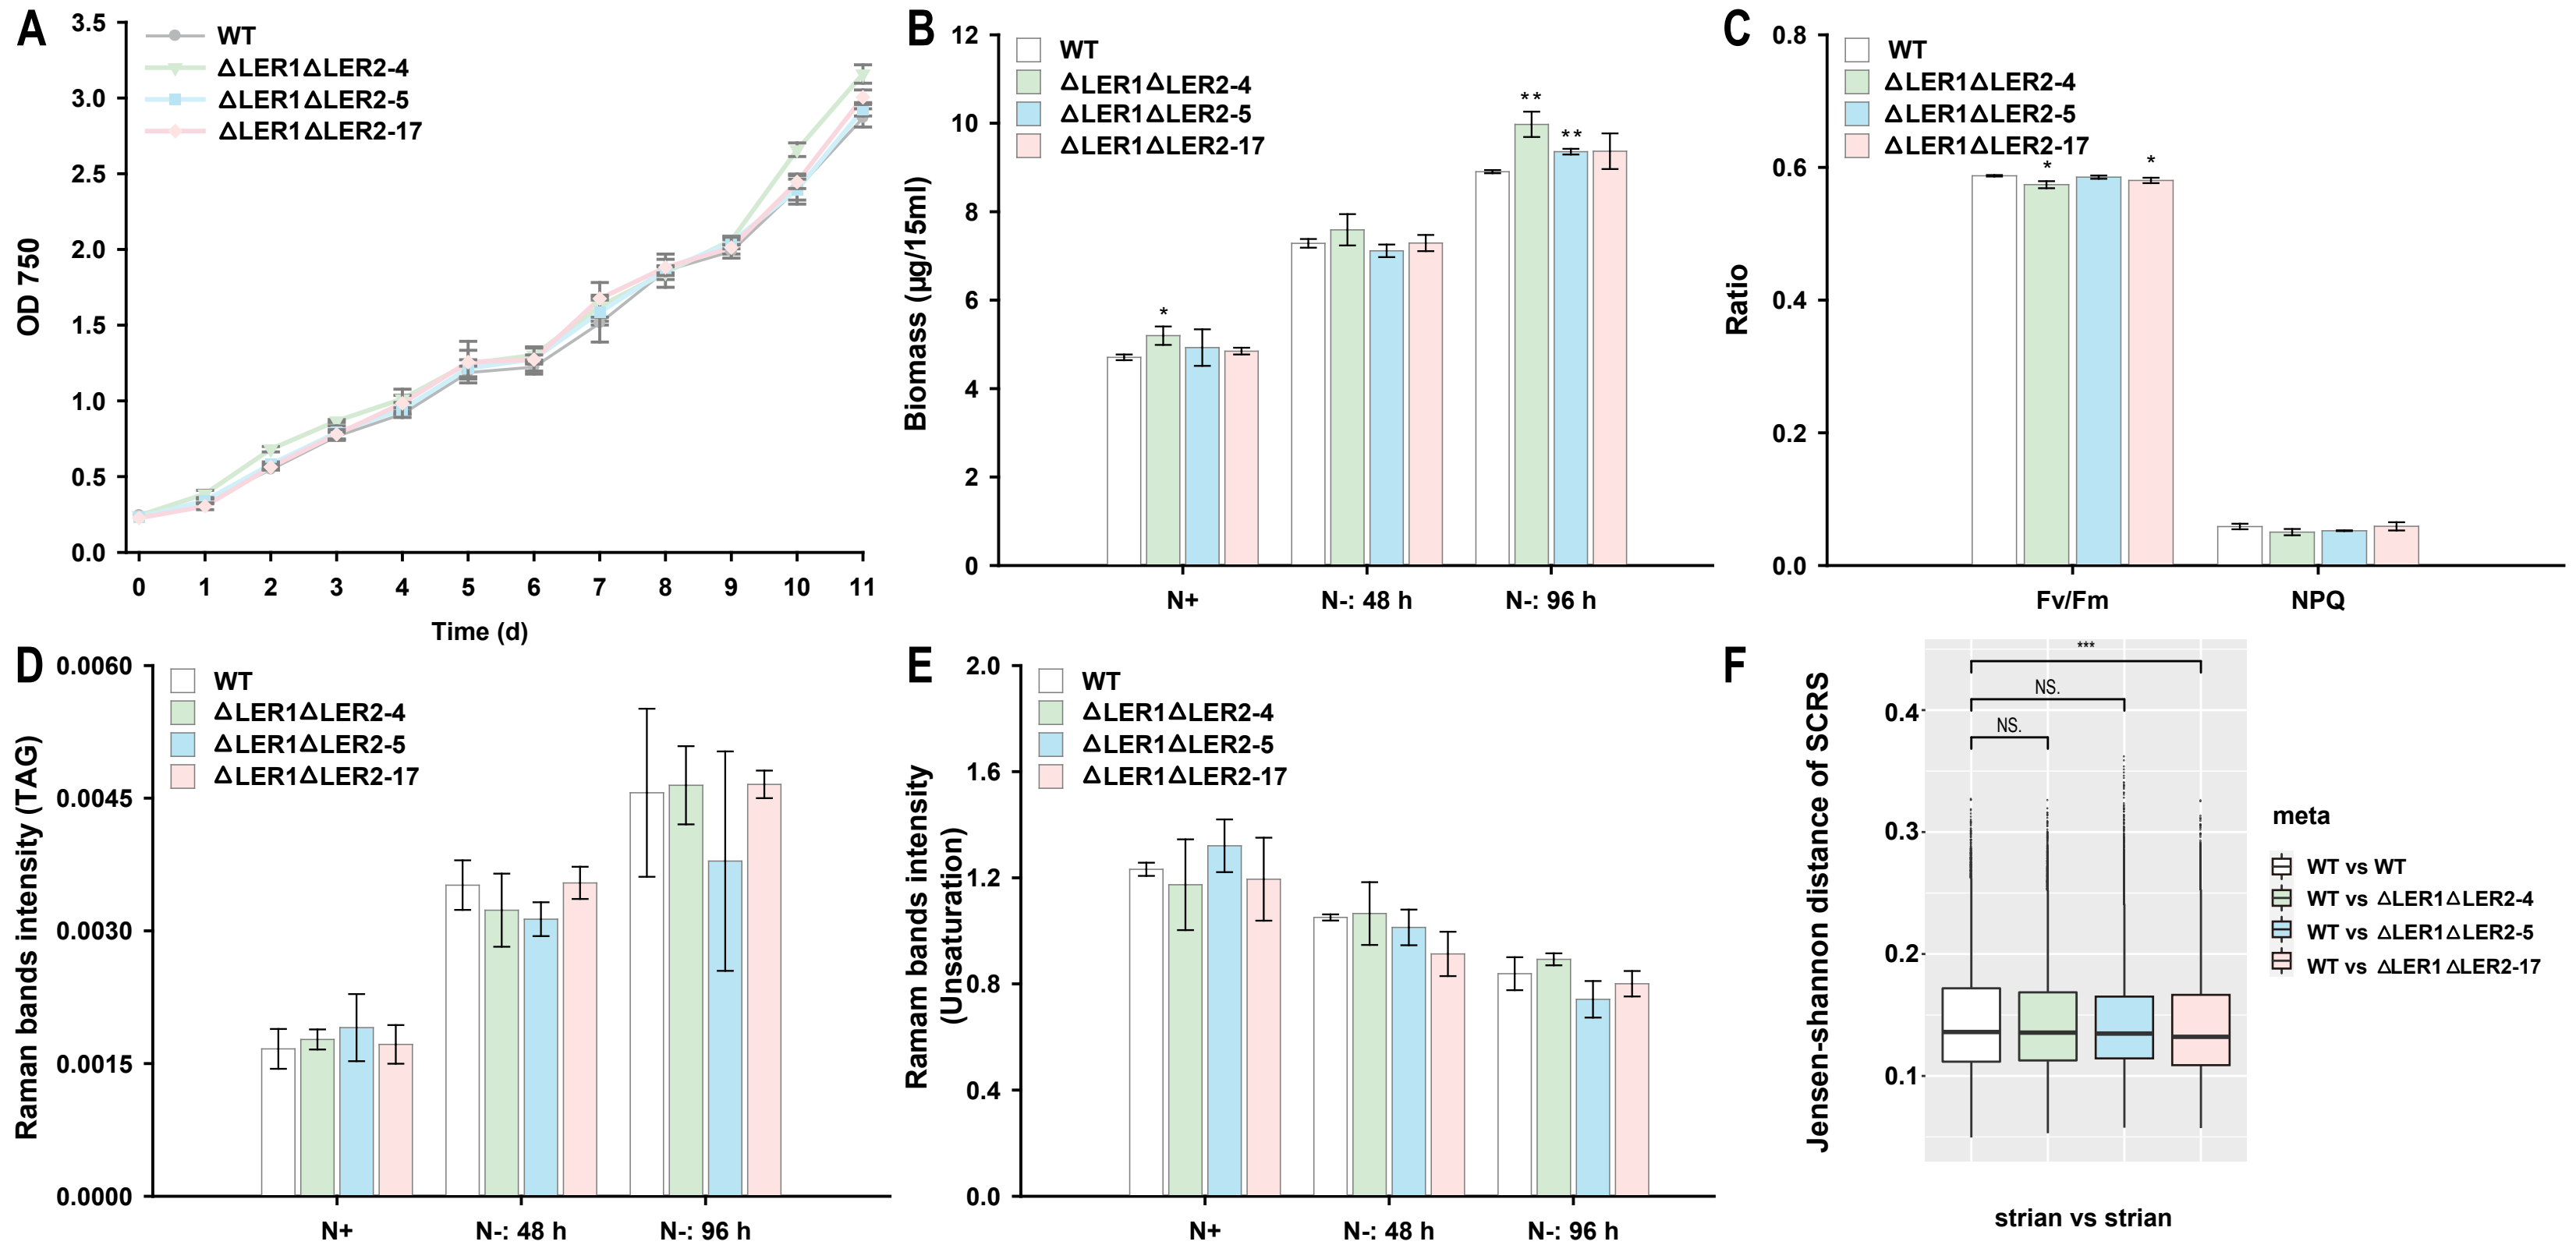 A
3.5
3.0
2.5
2.0
1.5
1.0
0.5
0.0
OD 750
WT
ΔLER1ΔLER2-4
ΔLER1ΔLER2-5
ΔLER1ΔLER2-17
0 1 2 3 4 5 6 7 8 9 10 11
Time (d)
B
12
10
8
6
4
2
0
Biomass (μg/15ml)
WT
ΔLER1ΔLER2-4
ΔLER1ΔLER2-5
ΔLER1ΔLER2-17
*
**
**
N+ N-: 48 h N-: 96 h
C
0.8
0.6
0.4
0.2
0.0
Ratio
WT
ΔLER1ΔLER2-4
ΔLER1ΔLER2-5
ΔLER1ΔLER2-17
* *
Fv/Fm NPQ
D
0.0060
0.0045
0.0030
0.0015
0.0000
Raman bands intensity (TAG)
WT
ΔLER1ΔLER2-4
ΔLER1ΔLER2-5
ΔLER1ΔLER2-17
N+ N-: 48 h N-: 96 h
E
2.0
1.6
1.2
0.8
0.4
0.0
Ramam bands intensity
(Unsaturation)
WT
ΔLER1ΔLER2-4
ΔLER1ΔLER2-5
ΔLER1ΔLER2-17
N+ N-: 48 h N-: 96 h
F
0.4
0.3
0.2
0.1
Jensen-shannon distance of SCRS
***
NS.
NS.
strian vs strian
meta
WT vs WT
WT vs ΔLER1ΔLER2-4
WT vs ΔLER1ΔLER2-5
WT vs ΔLER1ΔLER2-17